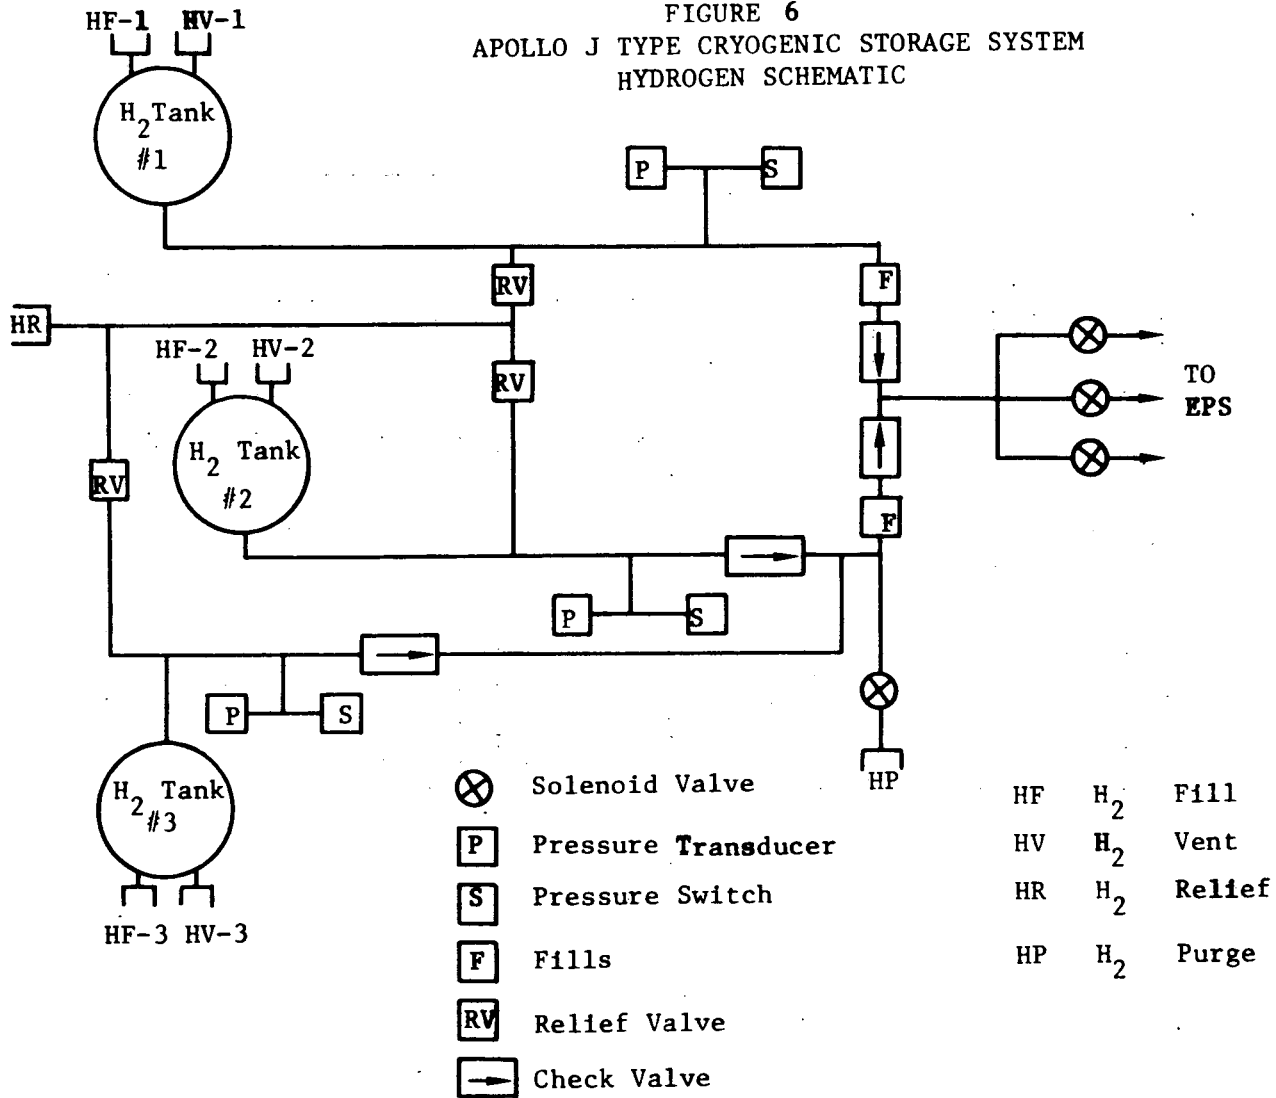 FIGURE 6
APOLLO J TYPE CRYOGENIC STORAGE SYSTEM
HYDROGEN SCHEMATIC
HF-1 HV-1
H2 Tank
#1
P S
RV
F
HR
HF-2 HV-2
RV
TO
EPS
H2 Tank
#2
RV
F
P S
P S
H2 Tank
#3
HF-3 HV-3
HP
Solenoid Valve
P Pressure Transducer
S Pressure Switch
F Fills
RV Relief Valve
Check Valve
HF H2 Fill
HV H2 Vent
HR H2 Relief
HP H2 Purge